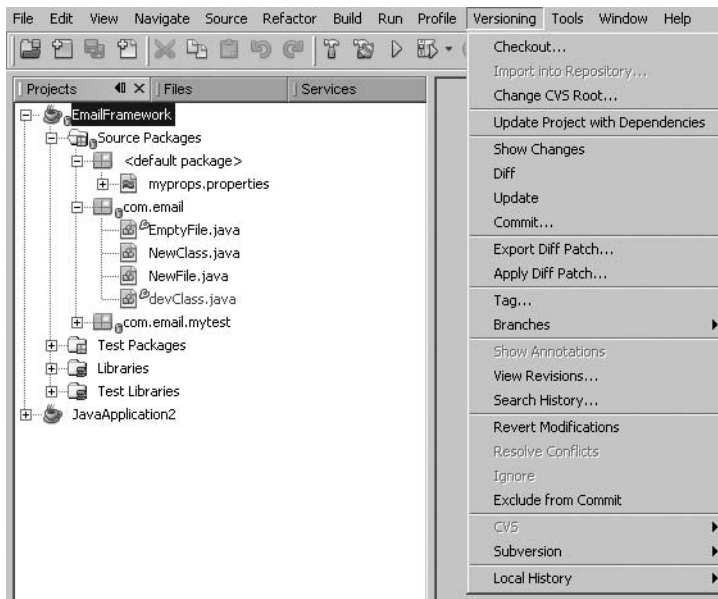 File Edit View Navigate Source Refactor Build Run Profile Versioning Tools Window Help
Projects Files Services
EmailFramework
Source Packages
<default package>
myprops.properties
com.email
EmptyFile.java
NewClass.java
NewFile.java
devClass.java
com.email.mytest
Test Packages
Libraries
Test Libraries
JavaApplication2
Checkout...
Import into Repository...
Change CVS Root...
Update Project with Dependencies
Show Changes
Diff
Update
Commit...
Export Diff Patch...
Apply Diff Patch...
Tag...
Branches
Show Annotations
View Revisions...
Search History...
Revert Modifications
Resolve Conflicts
Ignore
Exclude from Commit
CVS
Subversion
Local History